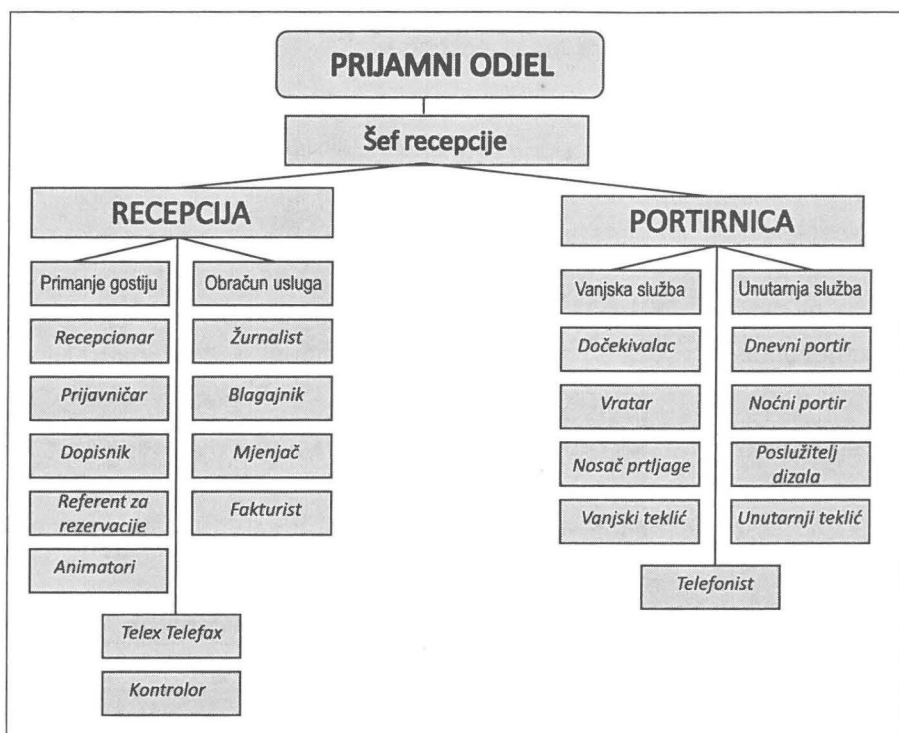 PRIJAMNI ODJEL
Šef recepcije
RECEPCIJA
Primanje gostiju
Recepcionar
Prijavničar
Dopisnik
Referent za
rezervacije
Animatori
Obračun usluga
Žurnalist
Blagajnik
Mjenjač
Fakturist
Telex Telefax
Kontrolor
PORTIRNICA
Vanjska služba
Dočekivalac
Vratar
Nosač prtljage
Vanjski teklić
Unutarnja služba
Dnevni portir
Noćni portir
Poslužitelj
dizala
Unutarnji teklić
Telefonist